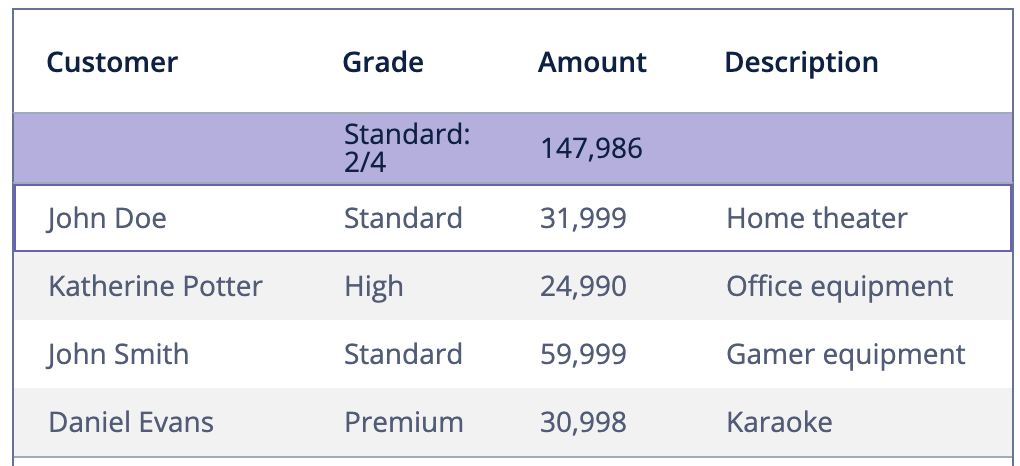 Customer Grade Amount Description
Standard: 2/4 147,986
John Doe Standard 31,999 Home theater
Katherine Potter High 24,990 Office equipment
John Smith Standard 59,999 Gamer equipment
Daniel Evans Premium 30,998 Karaoke